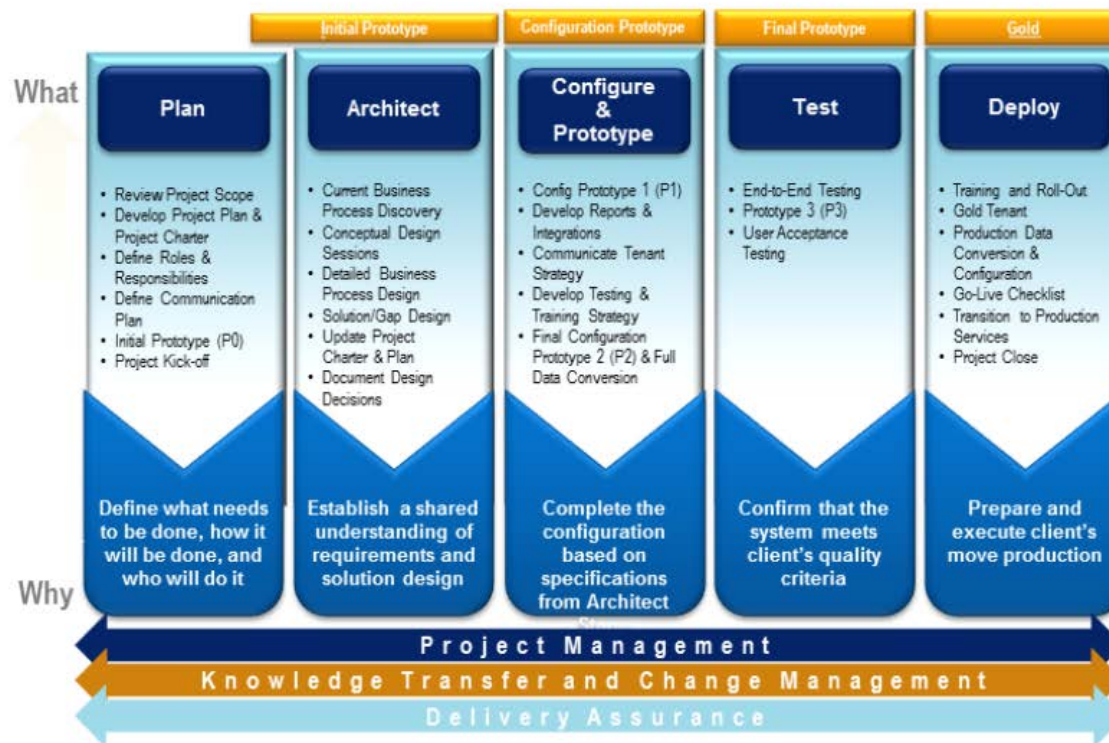 Initial Prototype
Configuration Prototype
Final Prototype
Gold
What
Plan
• Review Project Scope
• Develop Project Plan &
Project Charter
• Define Roles &
Responsibilities
• Define Communication
Plan
• Initial Prototype (P0)
• Project Kick-off
Define what needs
to be done, how it
will be done, and
who will do it
Architect
• Current Business
Process Discovery
• Conceptual Design
Sessions
• Detailed Business
Process Design
• Solution/Gap Design
• Update Project
Charter & Plan
• Document Design
Decisions
Establish a shared
understanding of
requirements and
solution design
Configure
&
Prototype
• Config Prototype 1 (P1)
• Develop Reports &
Integrations
• Communicate Tenant
Strategy
• Develop Testing &
Training Strategy
• Final Configuration
Prototype 2 (P2) & Full
Data Conversion
Complete the
configuration
based on
specifications
from Architect
Test
• End-to-End Testing
• Prototype 3 (P3)
• User Acceptance
Testing
Confirm that the
system meets
client's quality
criteria
Deploy
• Training and Roll-Out
• Gold Tenant
• Production Data
Conversion &
Configuration
• Go-Live Checklist
• Transition to Production
Services
• Project Close
Prepare and
execute client's
move production
Why
Project Management
Knowledge Transfer and Change Management
Delivery Assurance